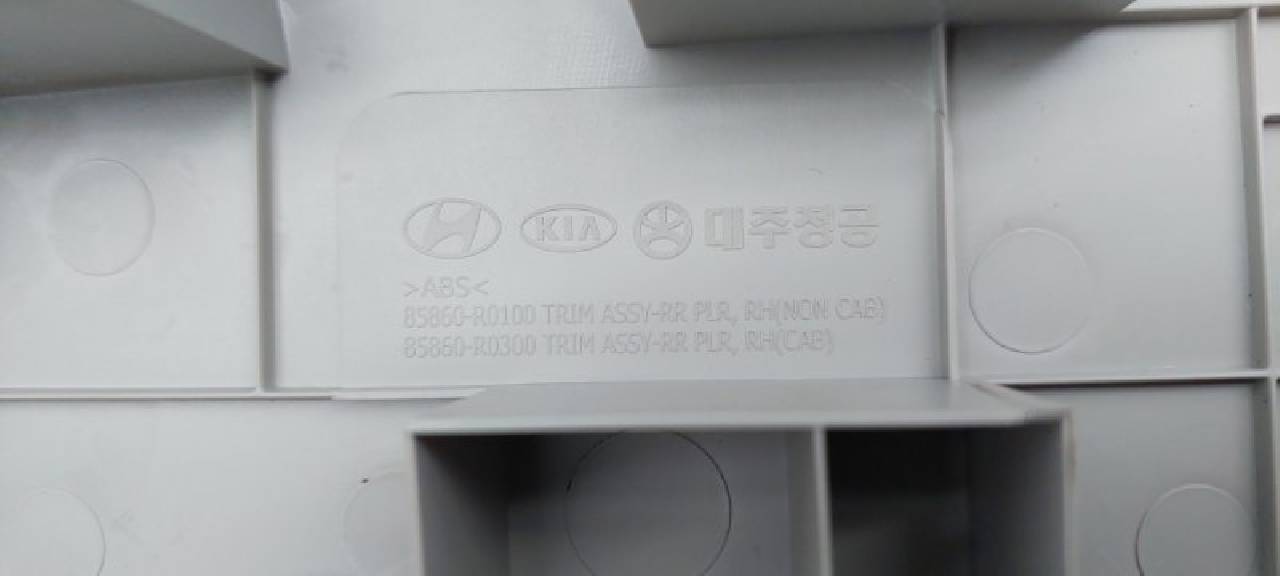 KIA 대주정공
>ABS<
85860-R0100 TRIM ASSY-RR PLR, RH(NON CAB)
85860-R0300 TRIM ASSY-RR PLR, RH(CAB)